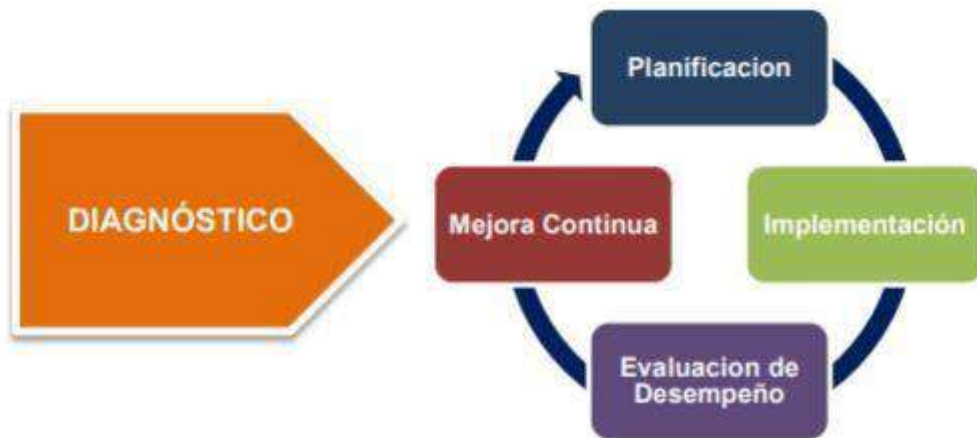 DIAGNÓSTICO
Planificacion
Implementación
Evaluacion de
Desempeño
Mejora Continua